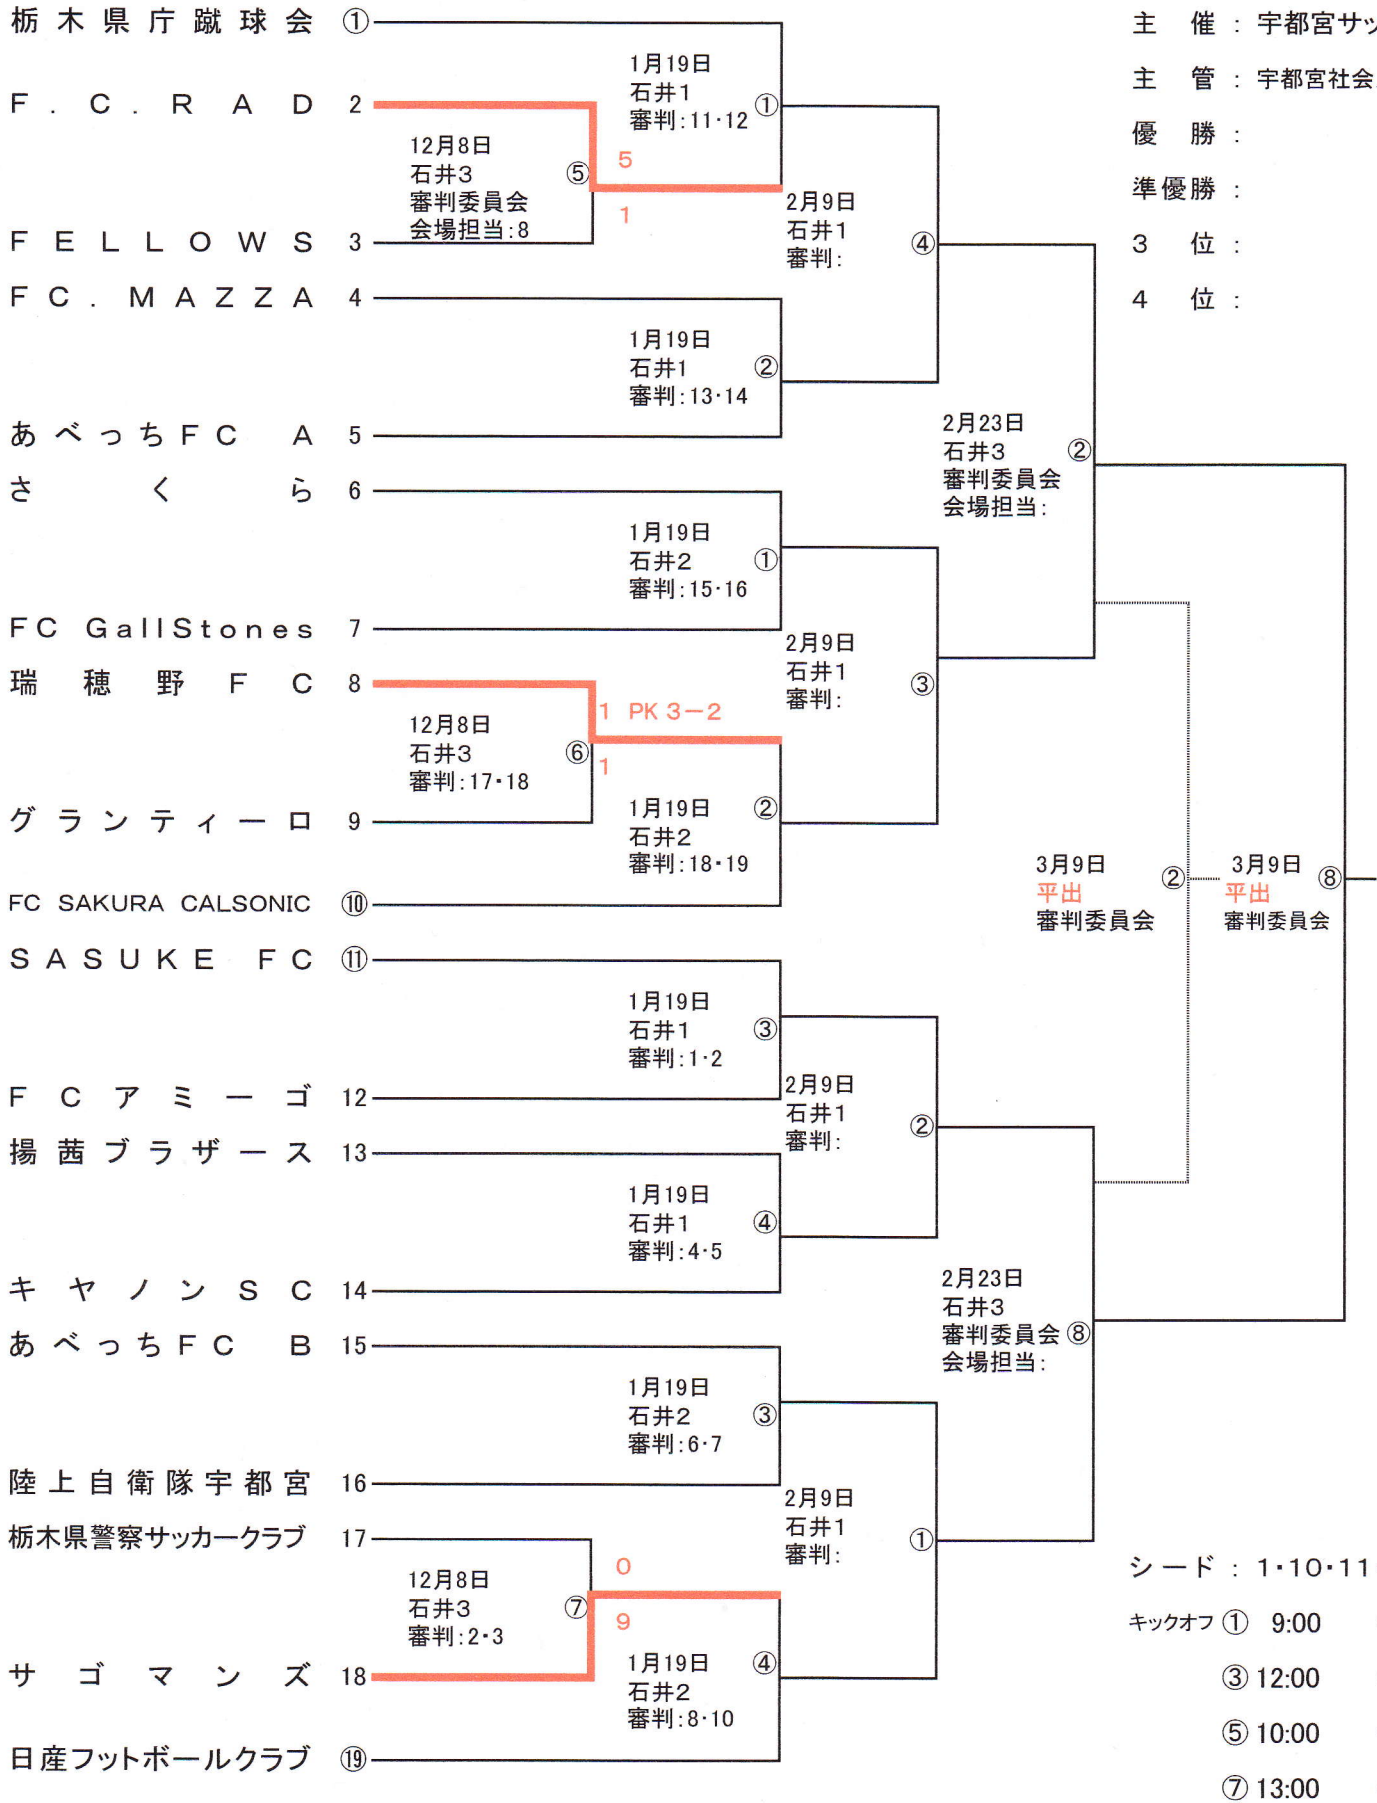 栃木県庁蹴球会 ①
F.C.RAD 2
FELLOWS 3
FC.MAZZA 4
あべっちFC A 5
さくら 6
FC GallStones 7
瑞穂野FC 8
グランティーロ 9
FC SAKURA CALSONIC ⑩
SASUKE FC ⑪
FCアミーゴ 12
揚茜ブラザース 13
キヤノンSC 14
あべっちFC B 15
陸上自衛隊宇都宮 16
栃木県警察サッカークラブ 17
サゴマンズ 18
日産フットボールクラブ ⑲
12月8日
石井3
審判委員会
会場担当:8
⑤
5
1
12月8日
石井3
審判:17・18
⑥
1 PK 3-2
1
12月8日
石井3
審判:2・3
⑦
0
9
1月19日
石井1
審判:11・12
①
1月19日
石井1
審判:13・14
②
1月19日
石井2
審判:15・16
①
1月19日
石井2
審判:18・19
②
1月19日
石井1
審判:1・2
③
1月19日
石井1
審判:4・5
④
1月19日
石井2
審判:6・7
③
1月19日
石井2
審判:8・10
④
2月9日
石井1
審判:
④
2月9日
石井1
審判:
③
2月9日
石井1
審判:
②
2月9日
石井1
審判:
①
2月23日
石井3
審判委員会
会場担当:
②
2月23日
石井3
審判委員会
会場担当:
⑧
3月9日
平出
審判委員会
②
3月9日
平出
審判委員会
⑧
主催:宇都宮サッ
主管:宇都宮社会
優勝:
準優勝:
3位:
4位:
シード:1・10・11
キックオフ ① 9:00
③ 12:00
⑤ 10:00
⑦ 13:00